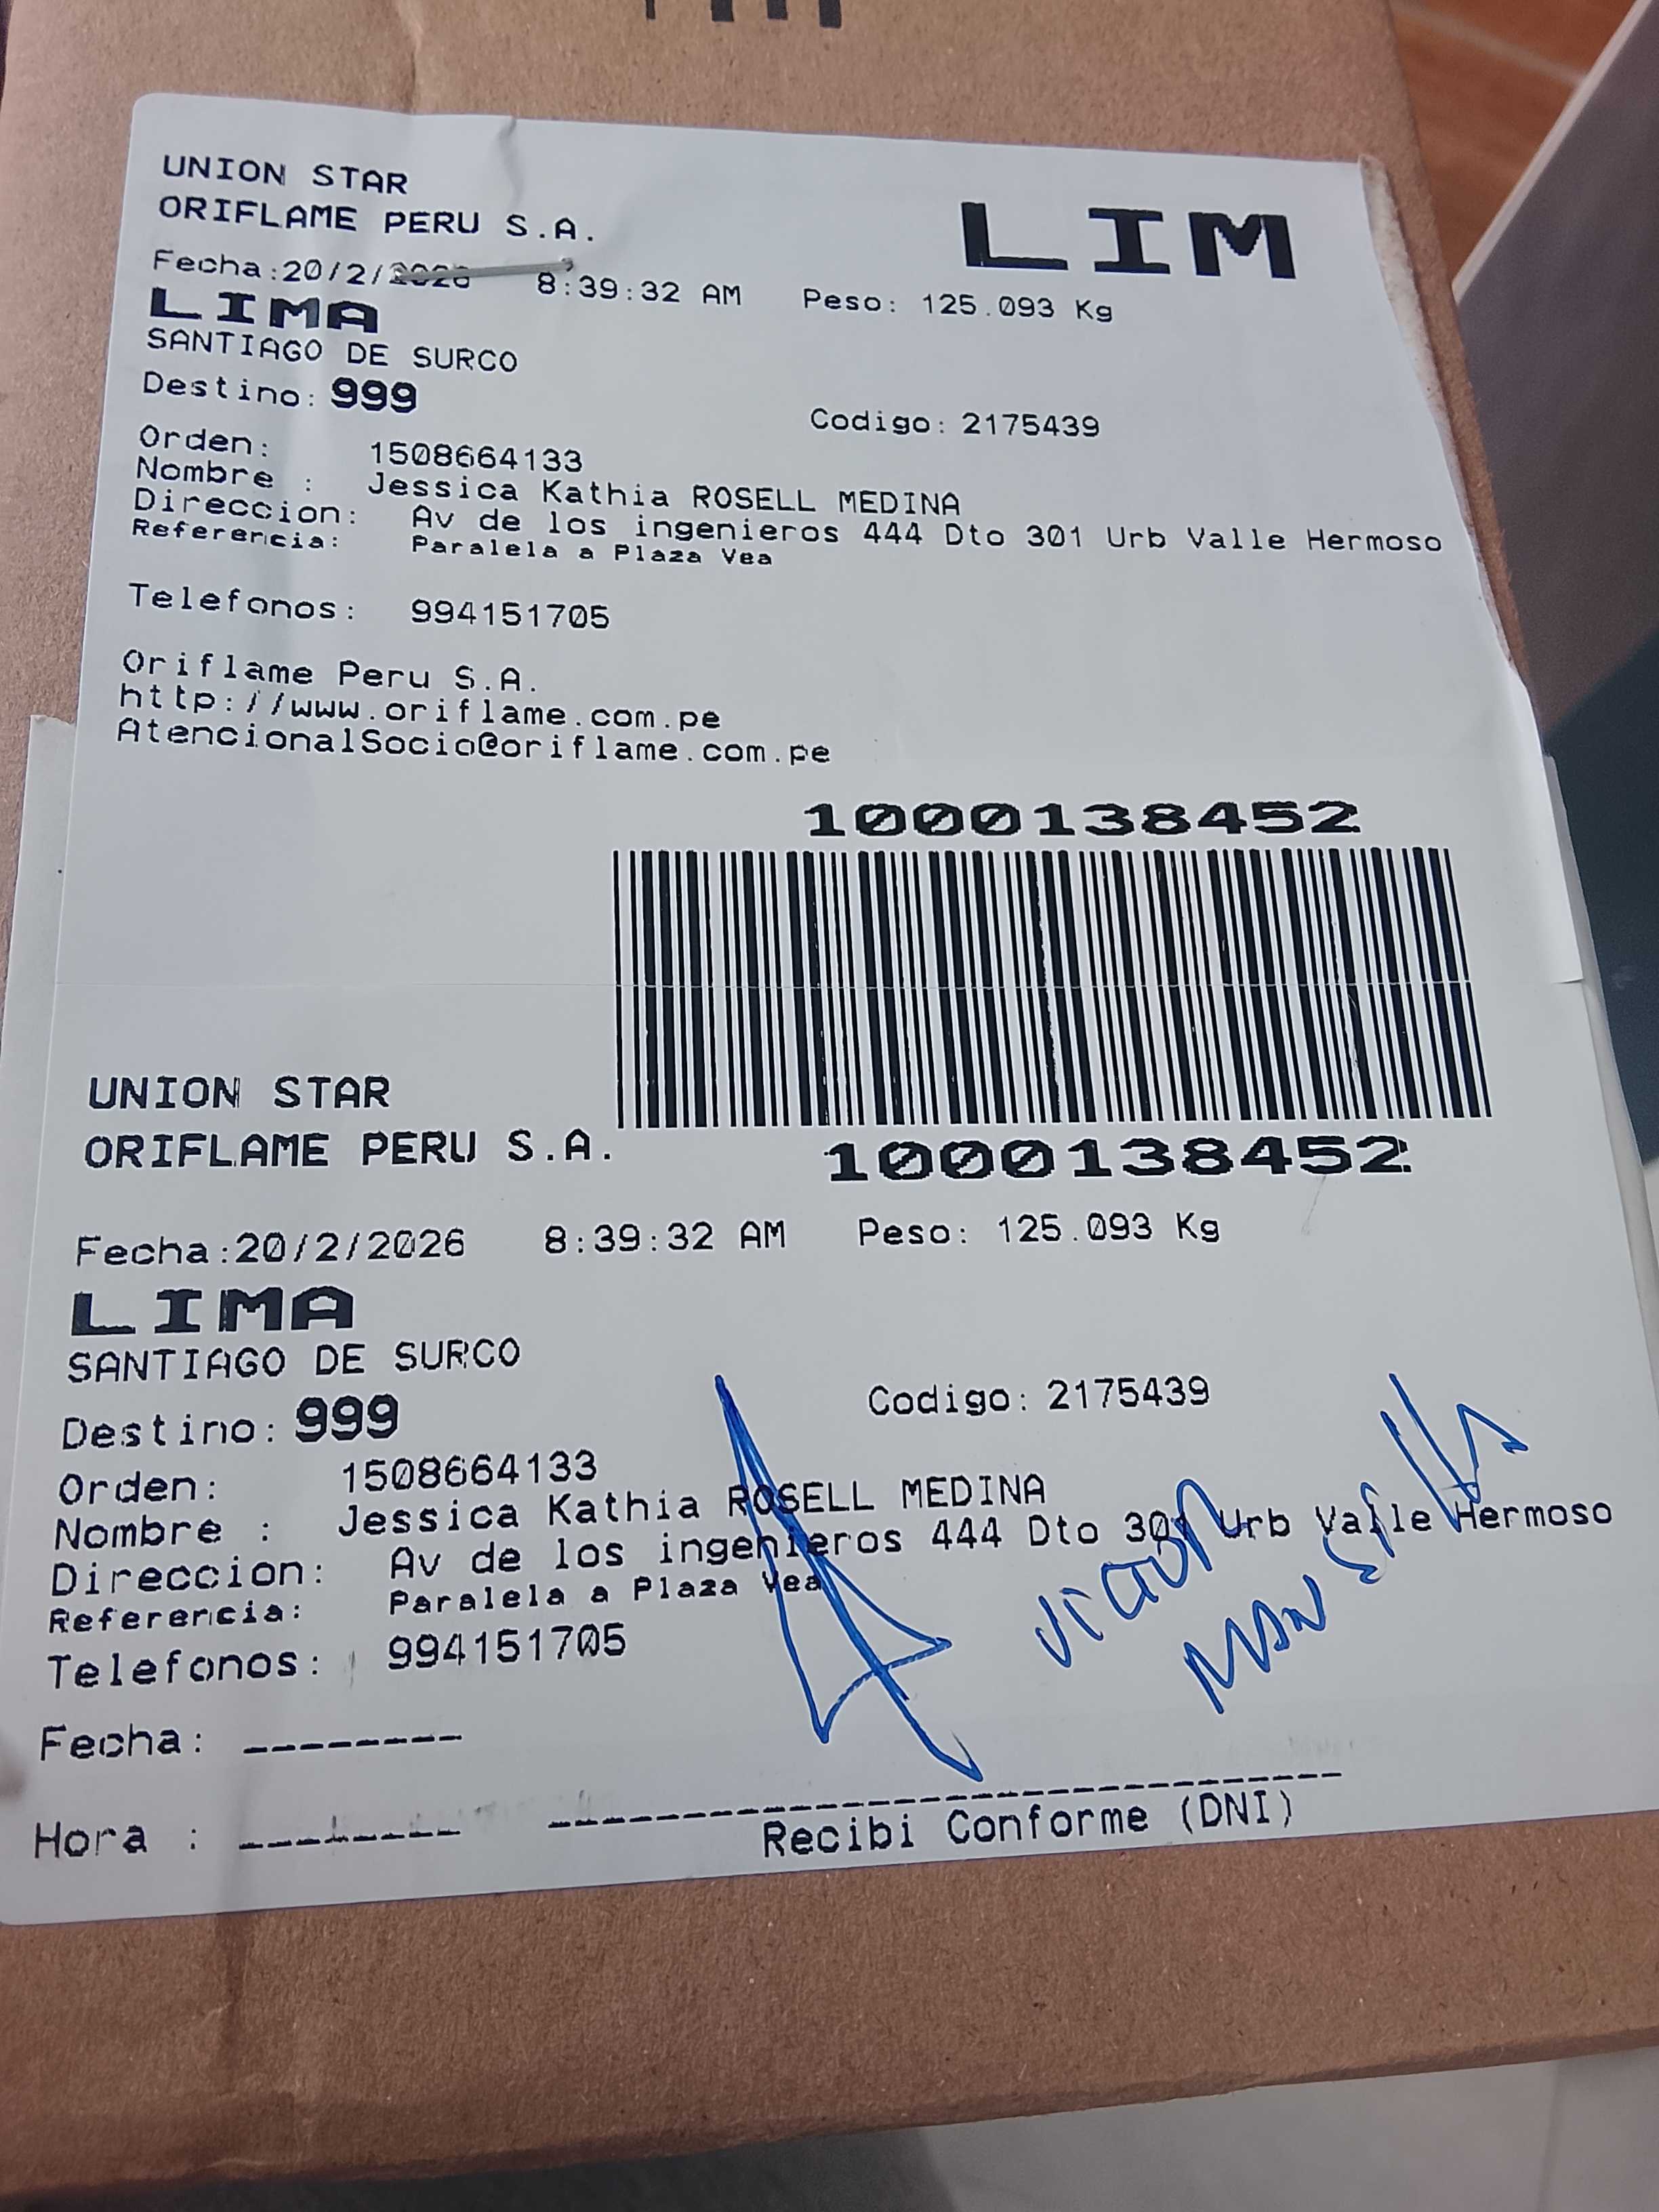 UNION STAR
ORIFLAME PERU S.A.
LIM
Fecha:20/2/2026 8:39:32 AM Peso: 125.093 Kg
LIMA
SANTIAGO DE SURCO
Destino: 999 Codigo: 2175439
Orden: 1508664133
Nombre : Jessica Kathia ROSELL MEDINA
Direccion: Av de los ingenieros 444 Dto 301 Urb Valle Hermoso
Referencia: Paralela a Plaza Vea
Telefonos: 994151705
Oriflame Peru S.A.
http://www.oriflame.com.pe
AtencionalSocio@oriflame.com.pe
1000138452
1000138452
UNION STAR
ORIFLAME PERU S.A.
Fecha:20/2/2026 8:39:32 AM Peso: 125.093 Kg
LIMA
SANTIAGO DE SURCO
Destino: 999 Codigo: 2175439
Orden: 1508664133
Nombre : Jessica Kathia ROSELL MEDINA
Direccion: Av de los ingenieros 444 Dto 301 Urb Valle Hermoso
Referencia: Paralela a Plaza Vea
Telefonos: 994151705
VICTOR
Fecha: --------
Hora : --------
Recibi Conforme (DNI)